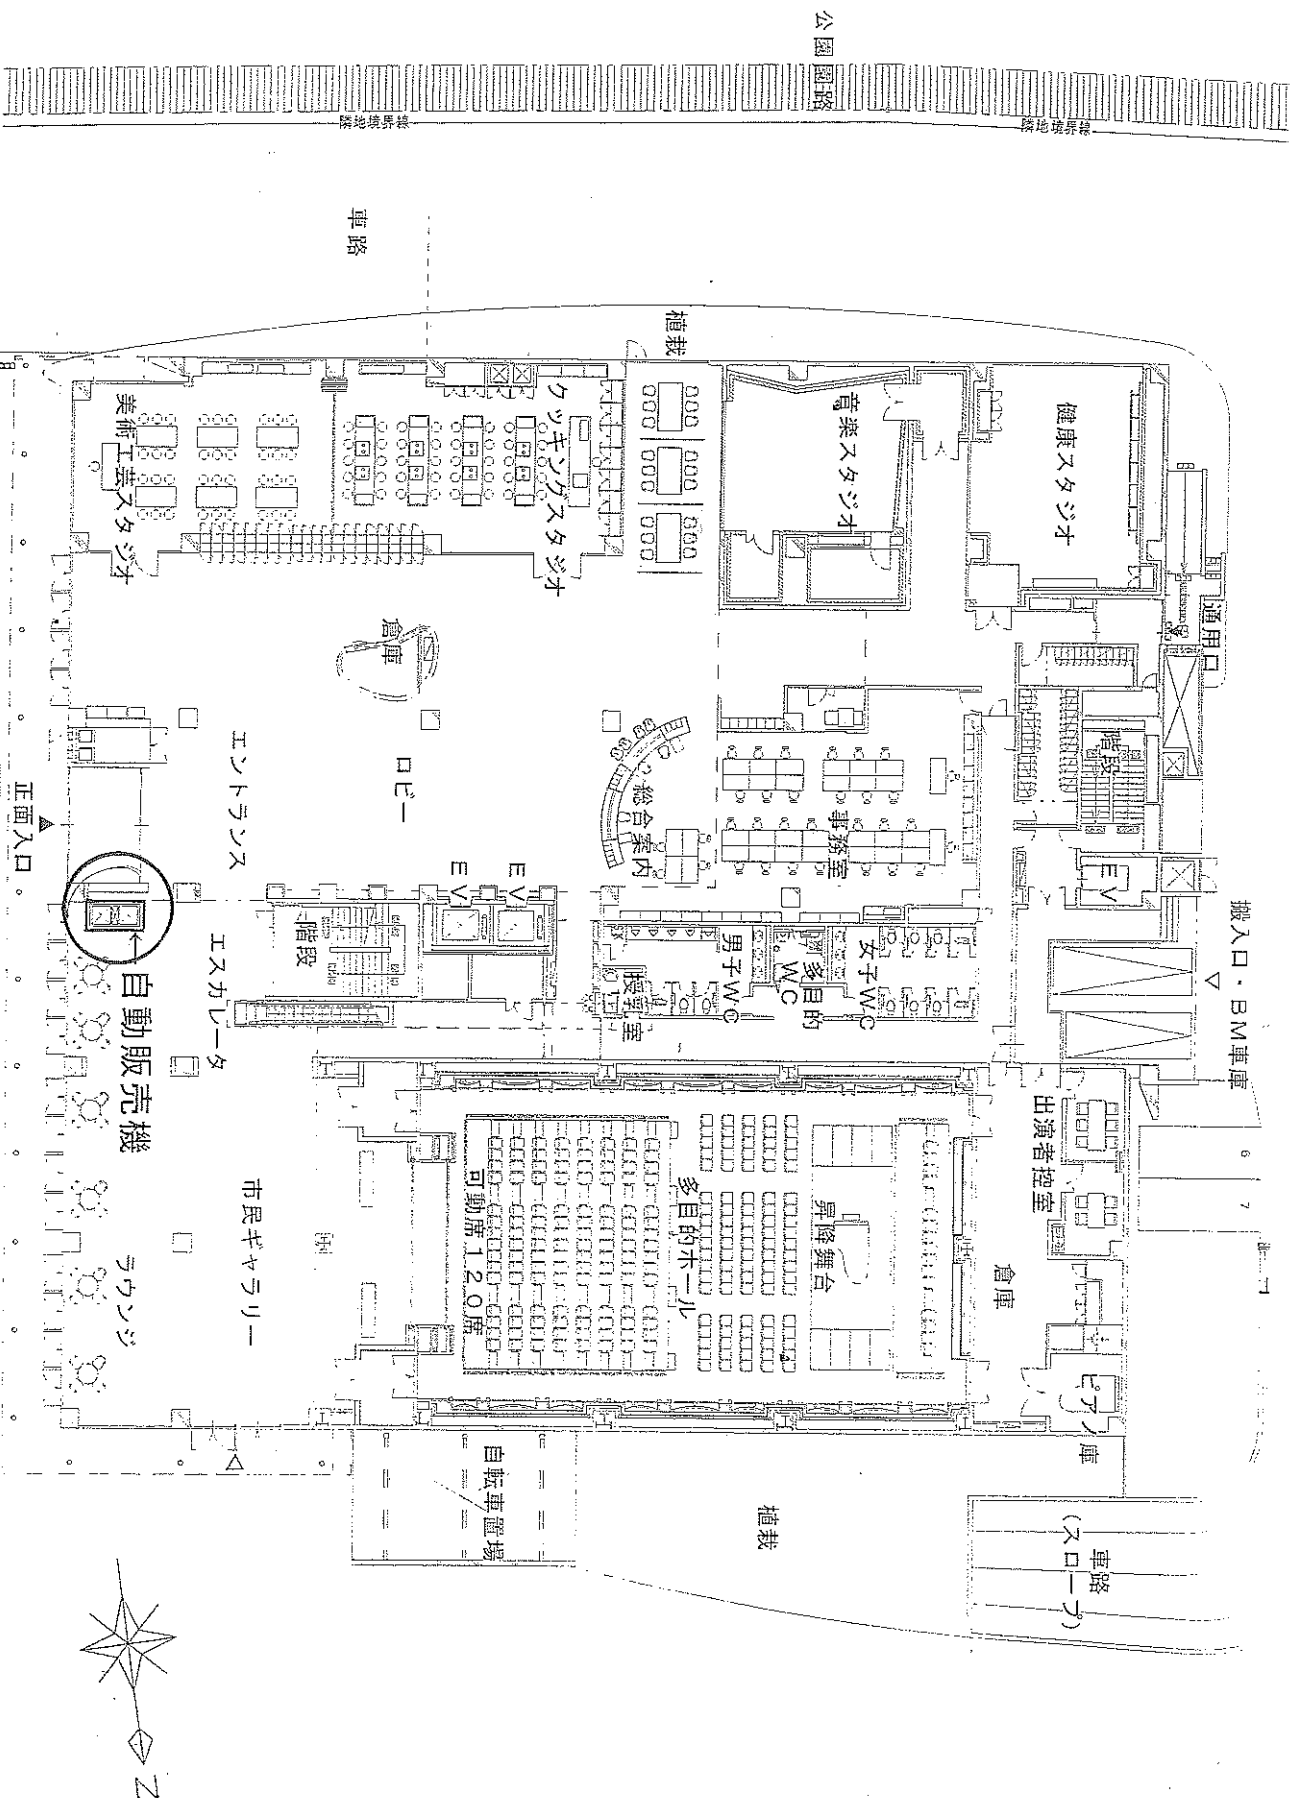 公園園路
隣地境界線
隣地境界線
車路
植栽
美術工芸スタジオ
クッキングスタジオ
音楽スタジオ
健康スタジオ
通用口
倉庫
階段
エントランス
ロビー
総合案内
事務室
正面入口
EV
EV
EV
搬入口・BM車庫
階段
エスカレータ
授乳室
男子WC
多目的
WC
女子WC
自動販売機
出演者控室
6
7
市民ギャラリー
可動席120席
多目的ホール
昇降舞台
倉庫
ラウンジ
ピアノ庫
自転車置場
植栽
車路
(スロープ)
N